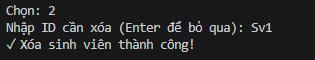 Chọn: 2
Nhập ID cần xóa (Enter để bỏ qua): Sv1
✓ Xóa sinh viên thành công!